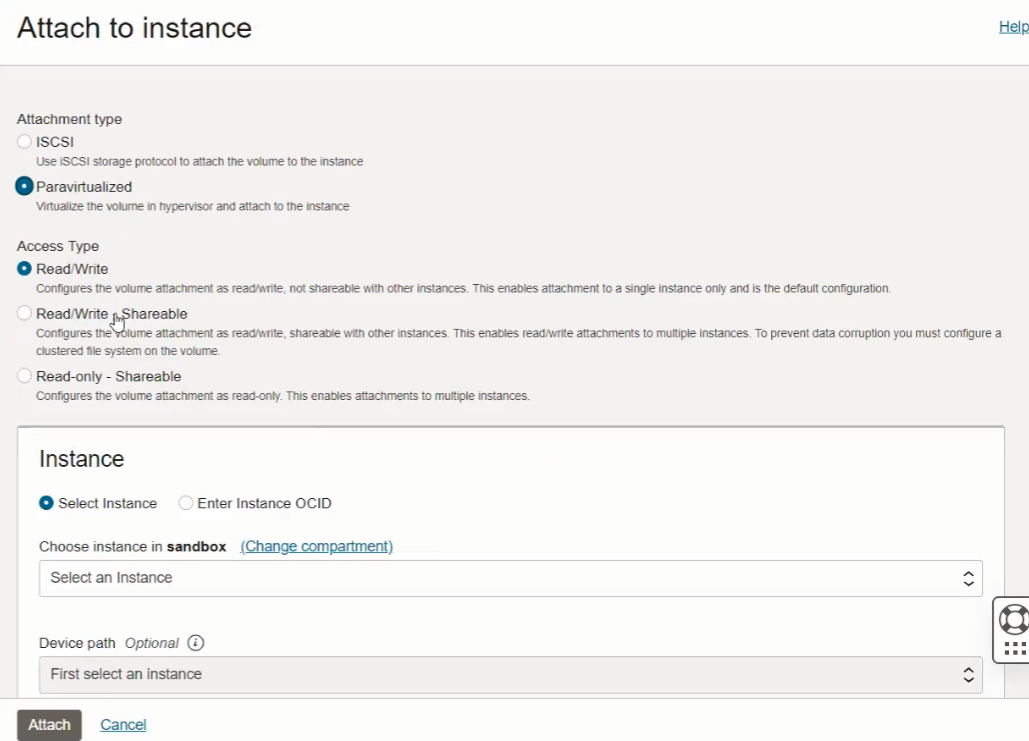 Attach to instance
Help
Attachment type
ISCSI
Use iSCSI storage protocol to attach the volume to the instance
Paravirtualized
Virtualize the volume in hypervisor and attach to the instance
Access Type
Read/Write
Configures the volume attachment as read/write, not shareable with other instances. This enables attachment to a single instance only and is the default configuration.
Read/Write - Shareable
Configures the volume attachment as read/write, shareable with other instances. This enables read/write attachments to multiple instances. To prevent data corruption you must configure a
clustered file system on the volume.
Read-only - Shareable
Configures the volume attachment as read-only. This enables attachments to multiple instances.
Instance
Select Instance Enter Instance OCID
Choose instance in sandbox (Change compartment)
Select an Instance
Device path Optional i
First select an instance
Attach Cancel